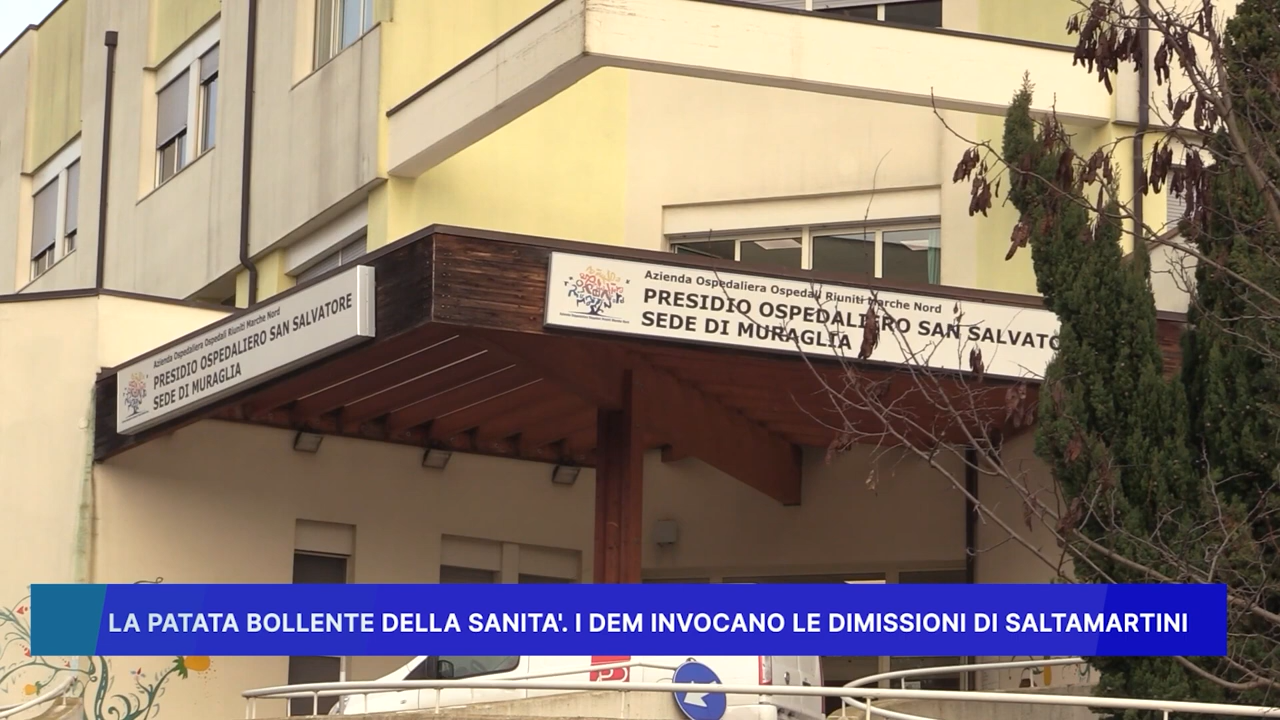 Azienda Ospedaliera Ospedali Riuniti Marche Nord
PRESIDIO OSPEDALIERO SAN SALVATORE
SEDE DI MURAGLIA
Azienda Ospedaliera Ospedali Riuniti Marche Nord
PRESIDIO OSPEDALIERO SAN SALVATO
SEDE DI MURAGLIA
LA PATATA BOLLENTE DELLA SANITA'. I DEM INVOCANO LE DIMISSIONI DI SALTAMARTINI